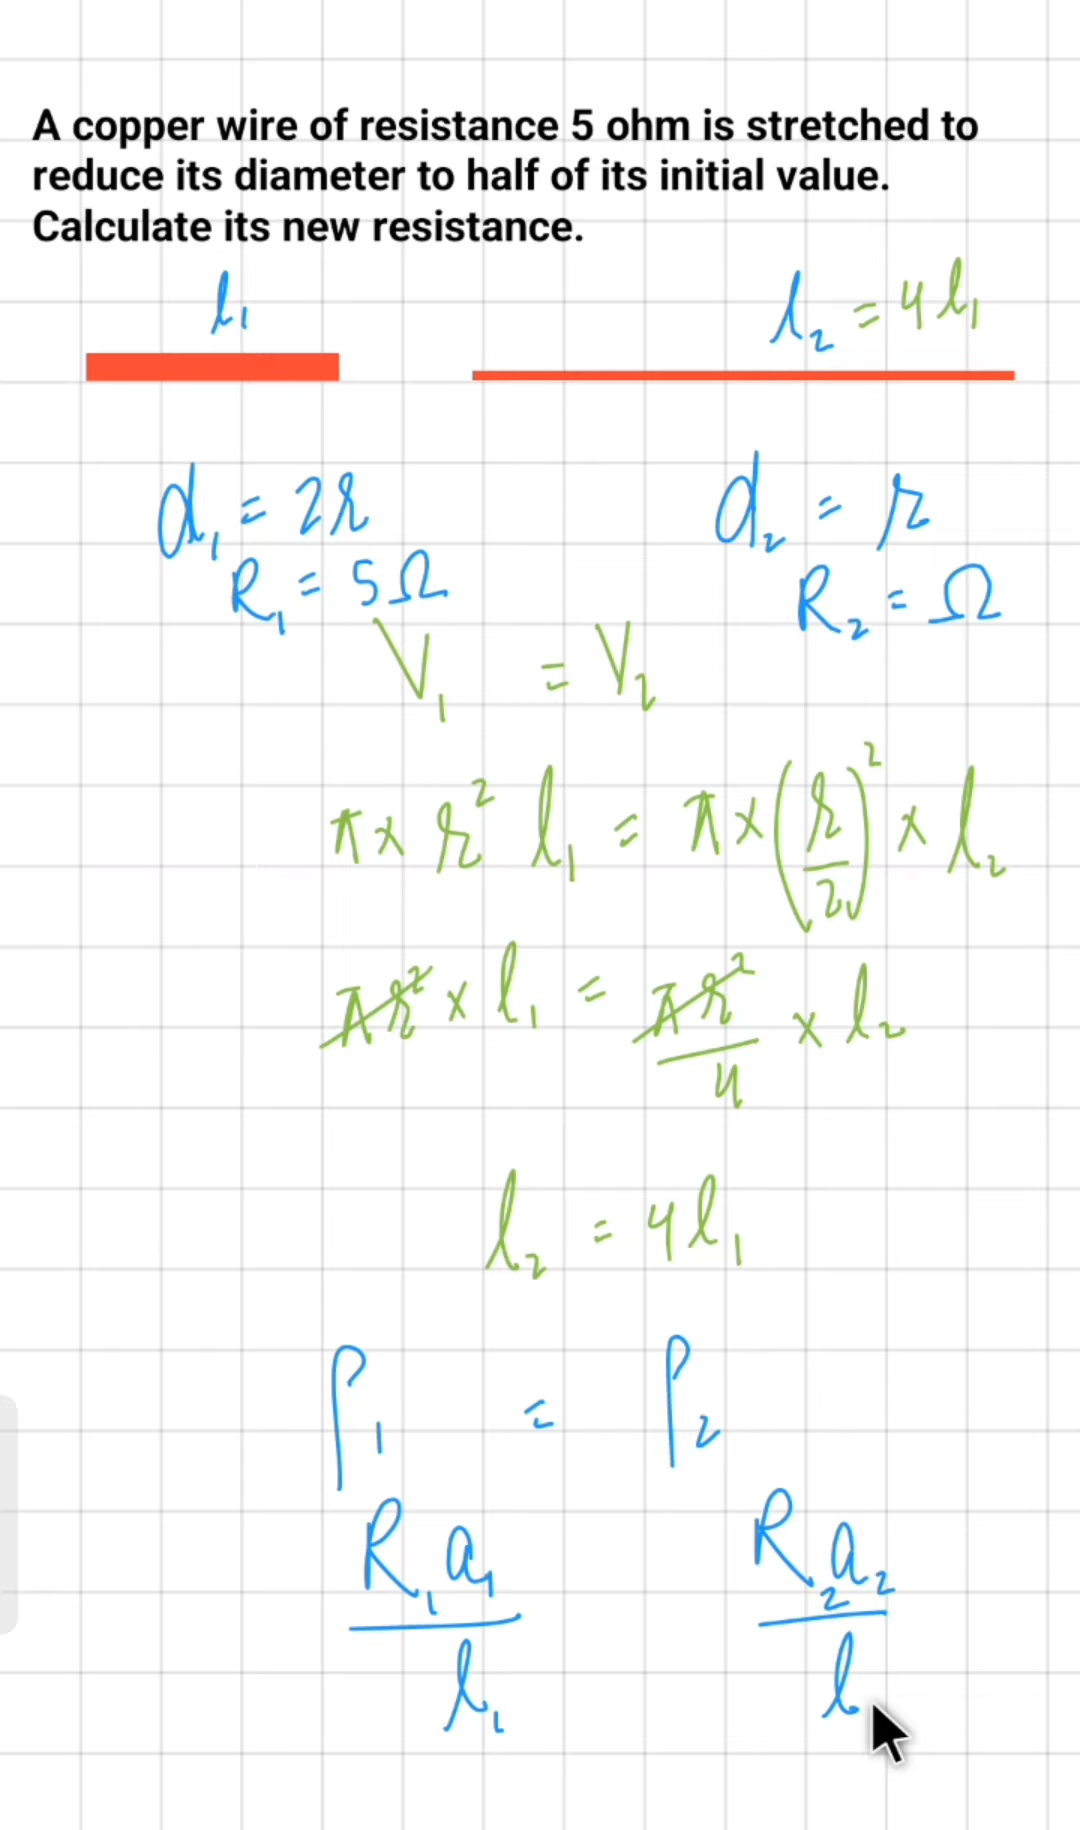 A copper wire of resistance 5 ohm is stretched to
reduce its diameter to half of its initial value.
Calculate its new resistance.
l₁ l₂ = 4l₁
d₁ = 2r d₂ = r
R₁ = 5Ω R₂ = Ω
V₁ = V₂
π × r² l₁ = π × (r/2)² × l₂
πr² × l₁ = πr²/4 × l₂
l₂ = 4l₁
ρ₁ = ρ₂
R₁a₁/l₁ R₂a₂/l